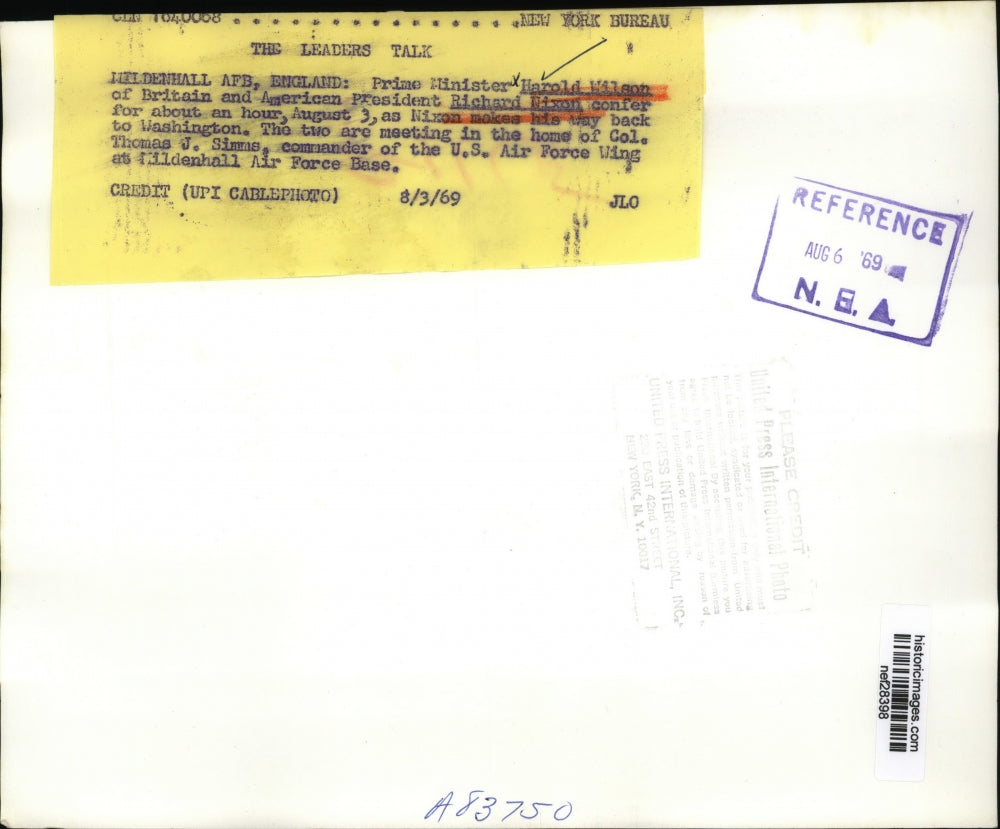 CLN 1640068 . . . . . . . . . . . . . . . . NEW YORK BUREAU
THE LEADERS TALK
MILDENHALL AFB, ENGLAND: Prime Minister Harold Wilson
of Britain and American President Richard Nixon confer
for about an hour, August 3, as Nixon makes his way back
to Washington. The two are meeting in the home of Col.
Thomas J. Simms, commander of the U.S. Air Force Wing
at Mildenhall Air Force Base.
CREDIT (UPI CABLEPHOTO) 8/3/69 JLC
REFERENCE
AUG 6 '69
N. E. A.
PLEASE CREDIT
United Press International Photo
UNITED PRESS INTERNATIONAL, INC.
220 EAST 42nd STREET
NEW YORK, N. Y. 10017
historicimages.com
nef28398
A83750